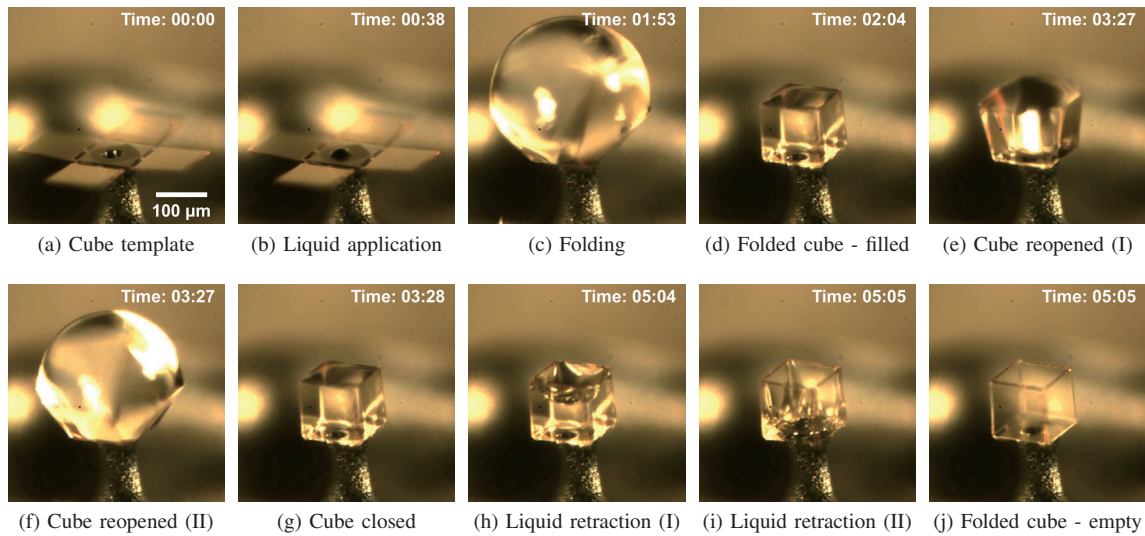 Time: 00:00
Time: 00:38
Time: 01:53
Time: 02:04
Time: 03:27
100 µm
(a) Cube template
(b) Liquid application
(c) Folding
(d) Folded cube - filled
(e) Cube reopened (I)
Time: 03:27
Time: 03:28
Time: 05:04
Time: 05:05
Time: 05:05
(f) Cube reopened (II)
(g) Cube closed
(h) Liquid retraction (I)
(i) Liquid retraction (II)
(j) Folded cube - empty